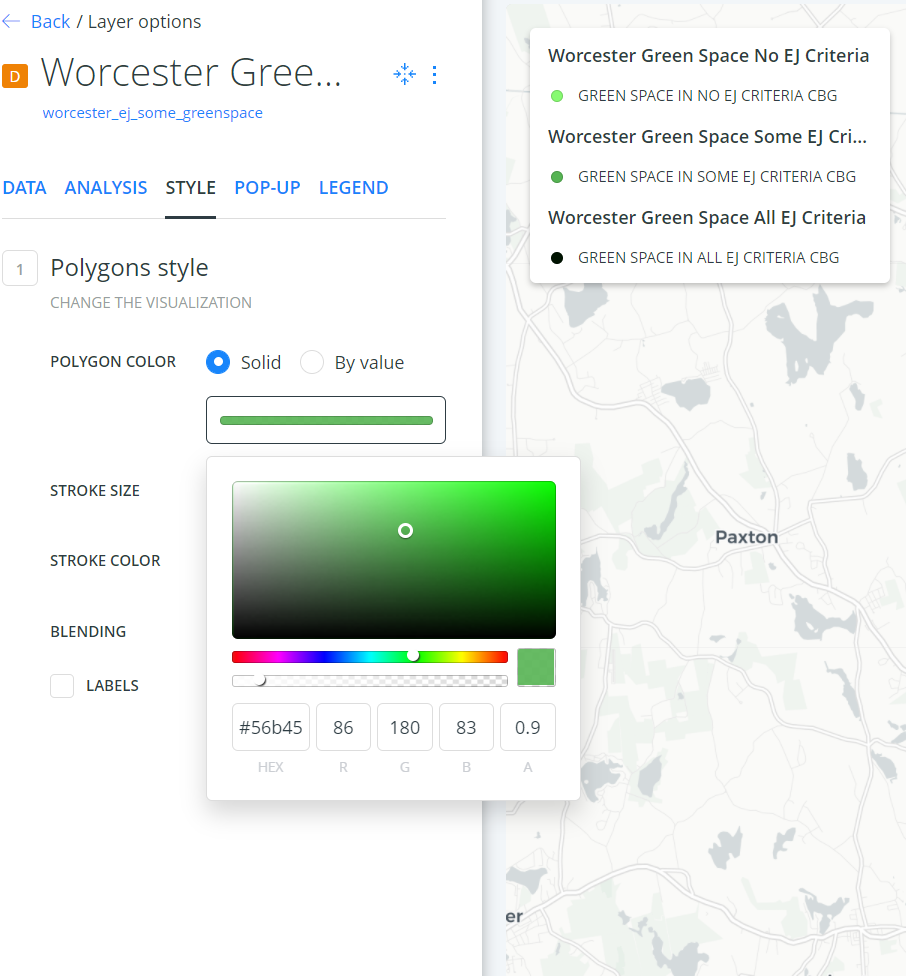 Back / Layer options
D Worcester Gree...
worcester_ej_some_greenspace
DATA ANALYSIS STYLE POP-UP LEGEND
1 Polygons style
CHANGE THE VISUALIZATION
POLYGON COLOR Solid By value
STROKE SIZE
STROKE COLOR
BLENDING
LABELS
#56b45 86 180 83 0.9
HEX R G B A
Worcester Green Space No EJ Criteria
GREEN SPACE IN NO EJ CRITERIA CBG
Worcester Green Space Some EJ Cri...
GREEN SPACE IN SOME EJ CRITERIA CBG
Worcester Green Space All EJ Criteria
GREEN SPACE IN ALL EJ CRITERIA CBG
Paxton
er